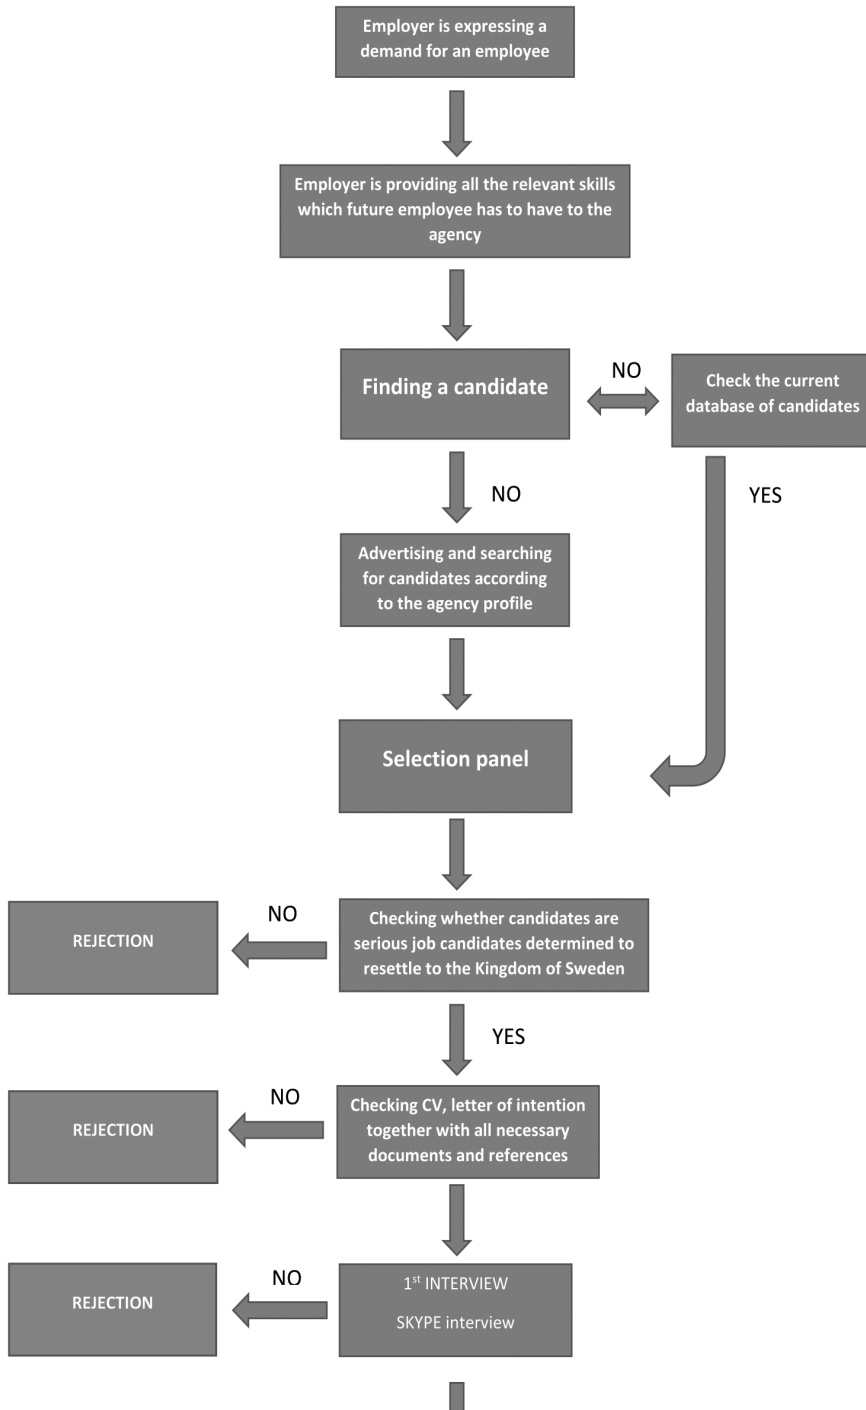 Employer is expressing a
demand for an employee
Employer is providing all the relevant skills
which future employee has to have to the
agency
Finding a candidate
NO
Check the current
database of candidates
NO
YES
Advertising and searching
for candidates according
to the agency profile
Selection panel
REJECTION
NO
Checking whether candidates are
serious job candidates determined to
resettle to the Kingdom of Sweden
YES
REJECTION
NO
Checking CV, letter of intention
together with all necessary
documents and references
REJECTION
NO
1st INTERVIEW
SKYPE interview